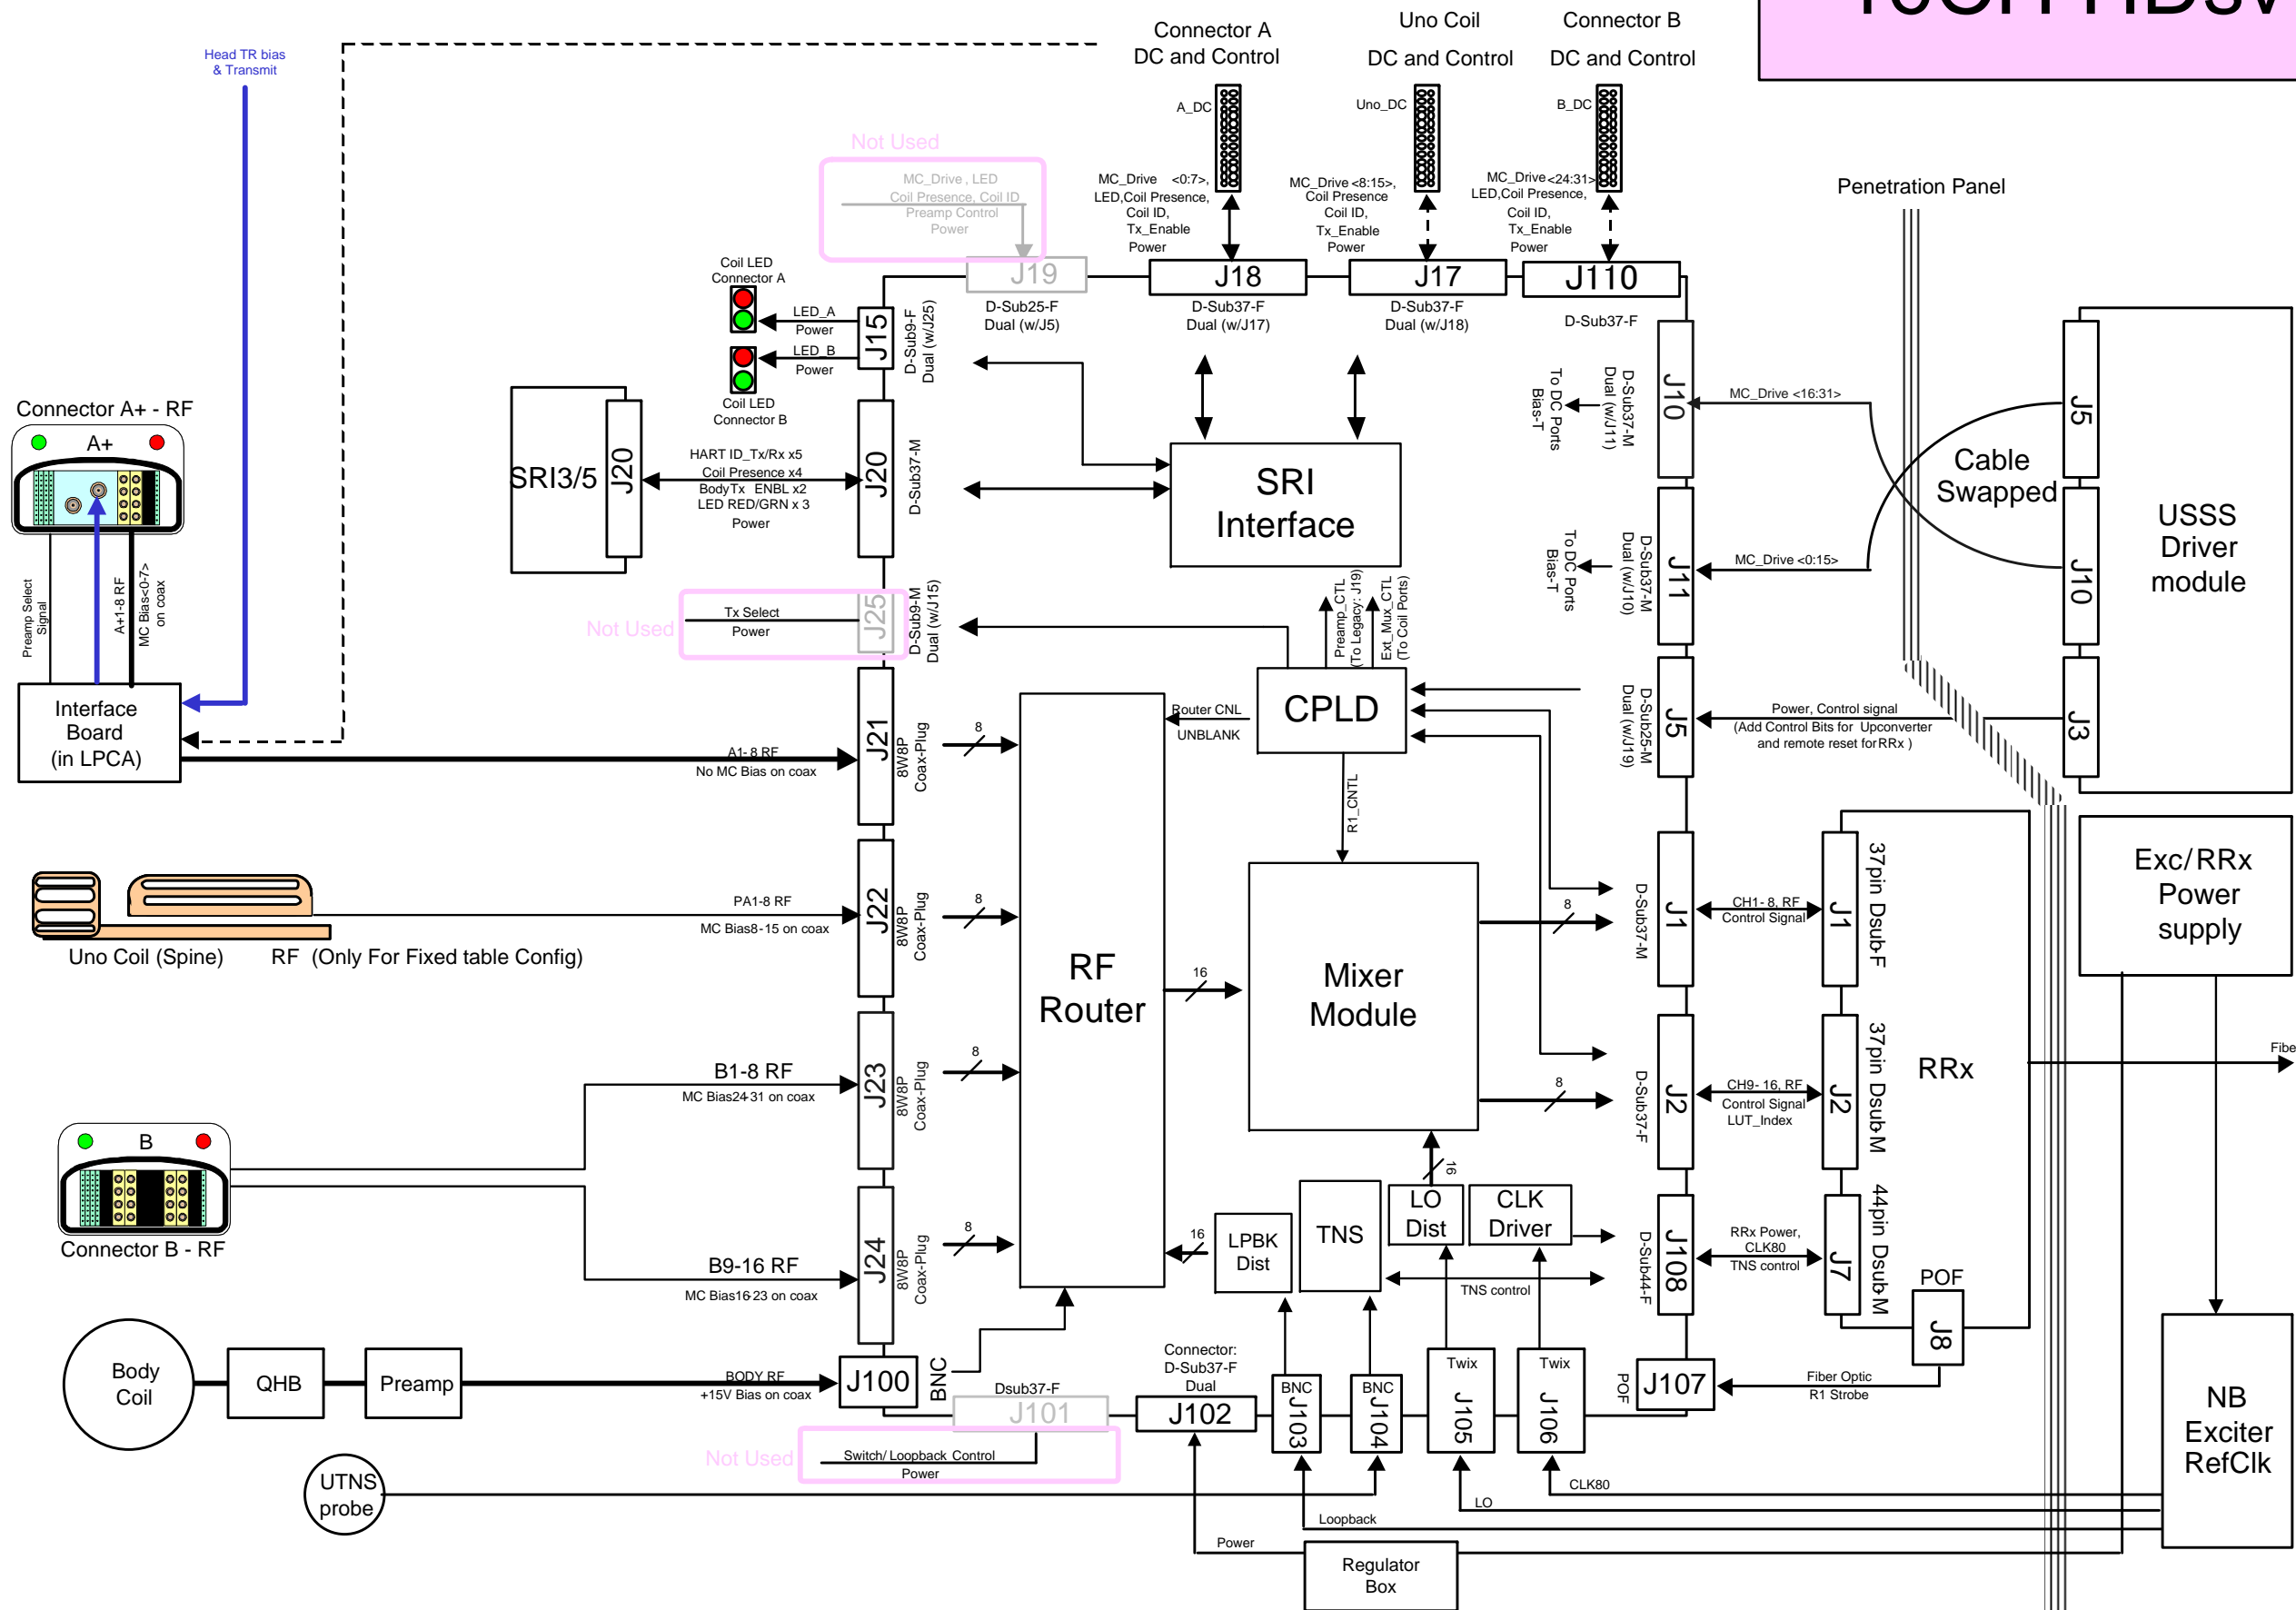 16CH HDsv
Head TR bias
& Transmit
Connector A
DC and Control
Uno Coil
DC and Control
Connector B
DC and Control
A_DC
Uno_DC
B_DC
Not Used
MC_Drive , LED
Coil Presence, Coil ID
Preamp Control
Power
MC_Drive <0:7>,
LED,Coil Presence,
Coil ID,
Tx_Enable
Power
MC_Drive <8:15>,
Coil Presence
Coil ID,
Tx_Enable
Power
MC_Drive <24:31>
LED,Coil Presence,
Coil ID,
Tx_Enable
Power
Penetration Panel
J19
J18
J17
J110
D-Sub25-F
Dual (w/J5)
D-Sub37-F
Dual (w/J17)
D-Sub37-F
Dual (w/J18)
D-Sub37-F
Coil LED
Connector A
LED_A
Power
LED_B
Power
Coil LED
Connector B
J15
D-Sub9-F
Dual (w/J25)
Connector A+ - RF
A+
SRI3/5
J20
HART ID_Tx/Rx x5
Coil Presence x4
BodyTx ENBL x2
LED RED/GRN x 3
Power
J20
D-Sub37-M
SRI
Interface
To DC Ports
Bias-T
D-Sub37-M
Dual (w/J11)
J10
MC_Drive <16:31>
Cable
Swapped
J5
J10
J3
USSS
Driver
module
To DC Ports
Bias-T
D-Sub37-M
Dual (w/J10)
J11
MC_Drive <0:15>
Preamp Select
Signal
A+1-8 RF
MC Bias<0-7>
on coax
Not Used
Tx Select
Power
J25
D-Sub9-M
Dual (w/J15)
Preamp_CTL
(To Legacy: J19)
Ext_Mux_CTL
(To Coil Ports)
Interface
Board
(in LPCA)
A1- 8 RF
No MC Bias on coax
J21
8W8P
Coax-Plug
8
Router CNL
UNBLANK
CPLD
R1_CNTL
D-Sub25-M
Dual (w/J19)
J5
Power, Control signal
(Add Control Bits for Upconverter
and remote reset for RRx )
Uno Coil (Spine)
RF (Only For Fixed table Config)
PA1-8 RF
MC Bias8-15 on coax
J22
8W8P
Coax-Plug
8
RF
Router
16
Mixer
Module
8
D-Sub37-M
J1
CH1- 8, RF
Control Signal
J1
37pin Dsub-F
Exc/RRx
Power
supply
B1-8 RF
MC Bias24-31 on coax
J23
8W8P
Coax-Plug
8
8
D-Sub37-F
J2
CH9- 16, RF
Control Signal
LUT_Index
J2
37pin Dsub-M
RRx
Fibe
B
Connector B - RF
B9-16 RF
MC Bias16-23 on coax
J24
8W8P
Coax-Plug
8
16
LPBK
Dist
TNS
16
LO
Dist
CLK
Driver
TNS control
D-Sub44-F
J108
RRx Power,
CLK80
TNS control
J7
44pin Dsub-M
POF
J8
Body
Coil
QHB
Preamp
BODY RF
+15V Bias on coax
J100
BNC
Dsub37-F
J101
Connector:
D-Sub37-F
Dual
J102
BNC
J103
BNC
J104
Twix
J105
Twix
J106
POF
J107
Fiber Optic
R1 Strobe
NB
Exciter
RefClk
Not Used
Switch/ Loopback Control
Power
UTNS
probe
CLK80
LO
Loopback
Power
Regulator
Box